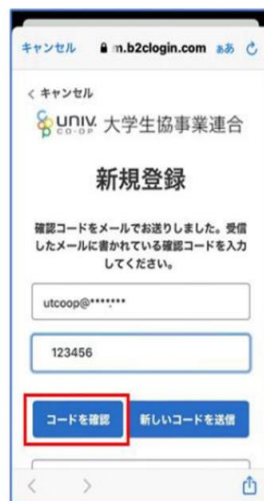 キャンセル m.b2clogin.com ああ
< キャンセル
univ. CO-OP 大学生協事業連合
新規登録
確認コードをメールでお送りしました。受信
したメールに書かれている確認コードを入力
してください。
utcoop@*******
123456
コードを確認 新しいコードを送信